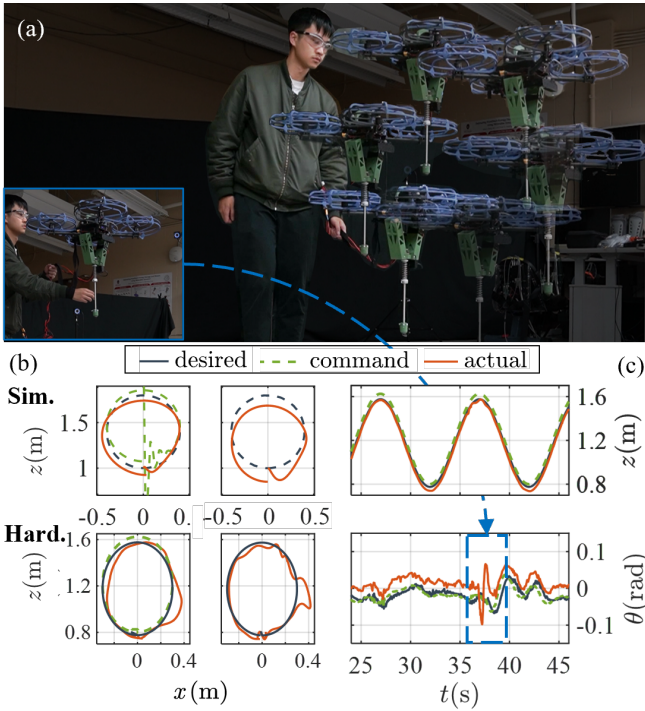 (a)
(b)
desired command actual
(c)
Sim.
z(m)
1.4
1
-0.5 0 0.
-0.5 0 0.5
1.6
1.2
0.8
z(m)
Hard.
z(m)
1.6
1.2
0.8
0 0.4
0 0.4
x(m)
0.1
0
-0.1
θ(rad)
25 30 35 40 45
t(s)